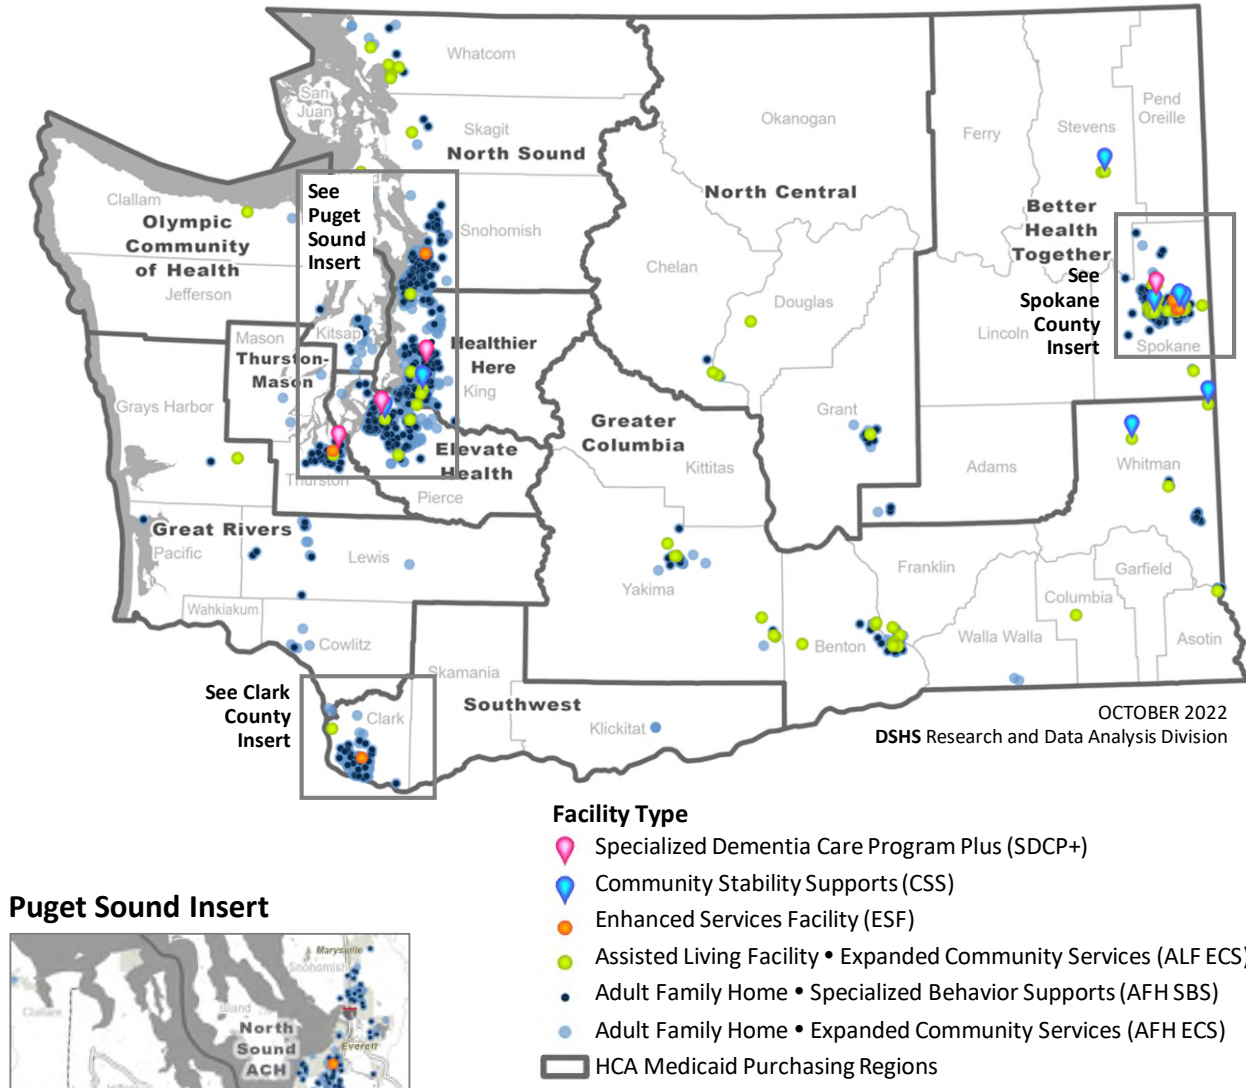 Whatcom
San
Juan
Skagit
North Sound
Okanogan
Ferry
Stevens
Pend
Oreille
Clallam
See
Puget
Sound
Insert
Snohomish
North Central
Better
Health
Together
Olympic
Community
of Health
Jefferson
Chelan
Douglas
See
Spokane
County
Insert
Spokane
Lincoln
Mason
Kitsap
Thurston-
Mason
Healthier
Here
King
Grays Harbor
Grant
Greater
Columbia
Kittitas
Elevate
Health
Adams
Whitman
Thurston
Pierce
Great Rivers
Pacific
Lewis
Yakima
Franklin
Garfield
Columbia
Wahkiakum
Cowlitz
Benton
Walla Walla
Asotin
Skamania
See Clark
County
Insert
Clark
Southwest
Klickitat
OCTOBER 2022
DSHS Research and Data Analysis Division
Facility Type
Specialized Dementia Care Program Plus (SDCP+)
Community Stability Supports (CSS)
Enhanced Services Facility (ESF)
Assisted Living Facility • Expanded Community Services (ALF ECS)
Adult Family Home • Specialized Behavior Supports (AFH SBS)
Adult Family Home • Expanded Community Services (AFH ECS)
HCA Medicaid Purchasing Regions
Puget Sound Insert
Marysville
Snohomish
Clallam
Island
North
Sound
ACH
Everett